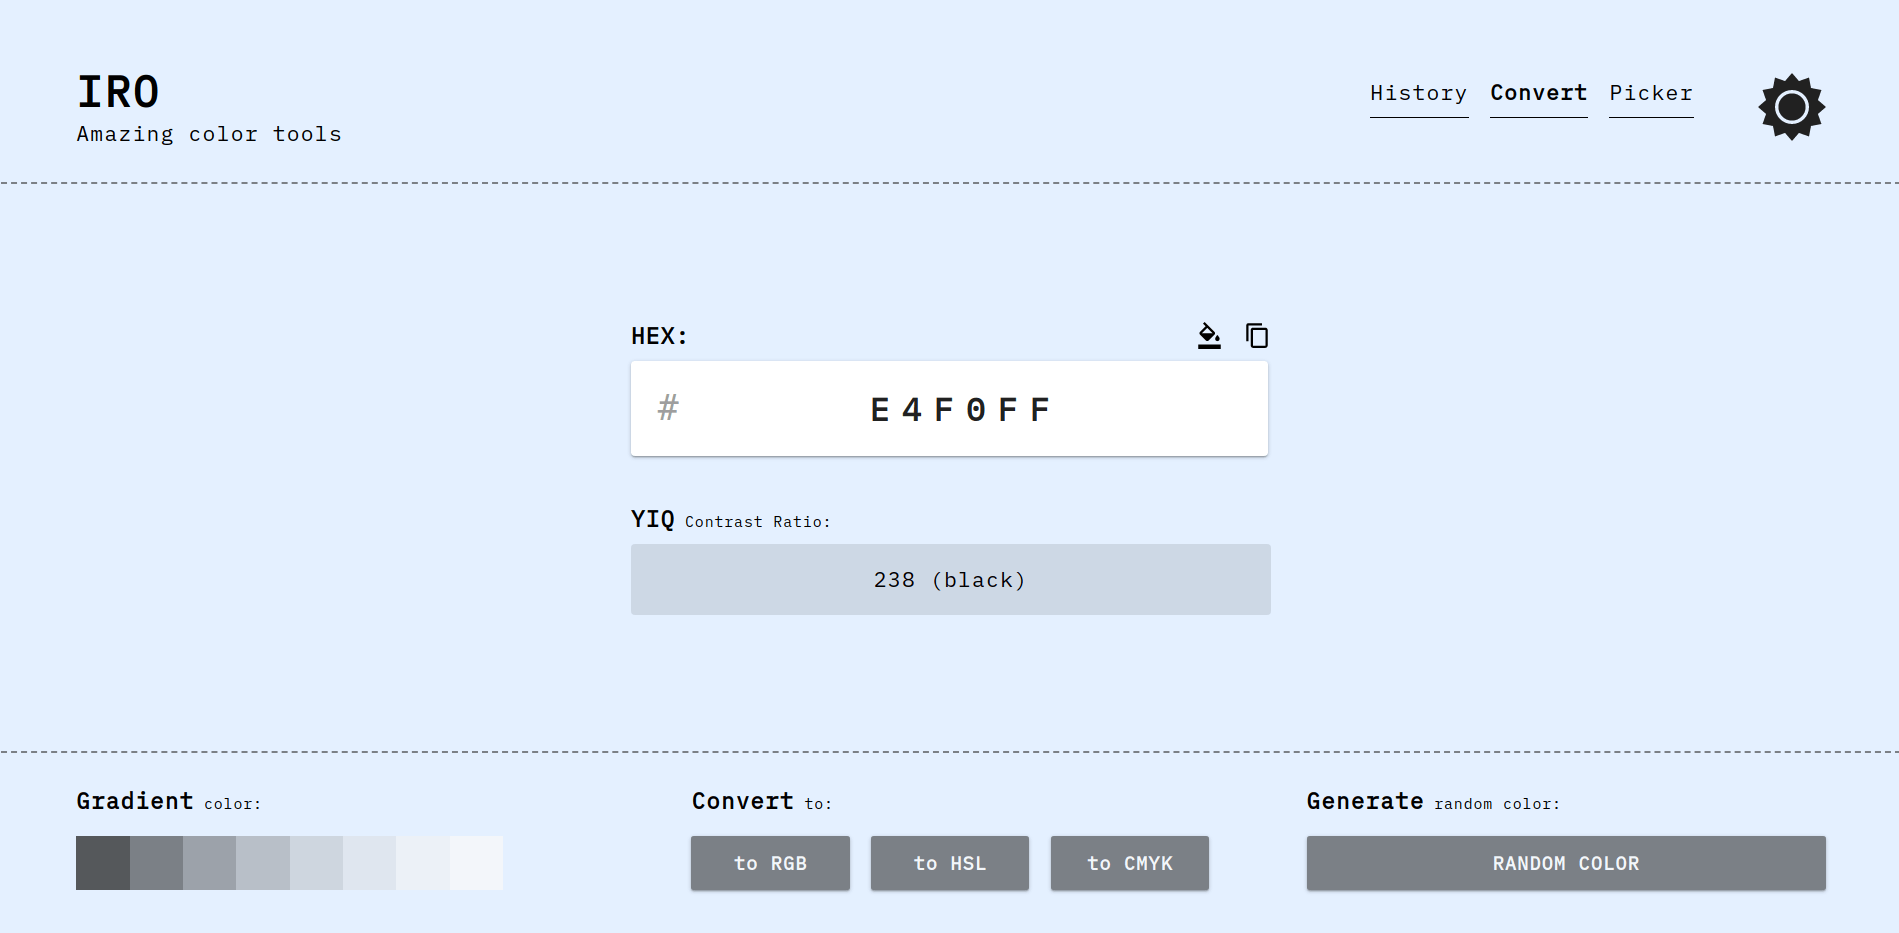 IRO
Amazing color tools
History Convert Picker
HEX:
# E4F0FF
YIQ Contrast Ratio:
238 (black)
Gradient color:
Convert to:
to RGB to HSL to CMYK
Generate random color:
RANDOM COLOR